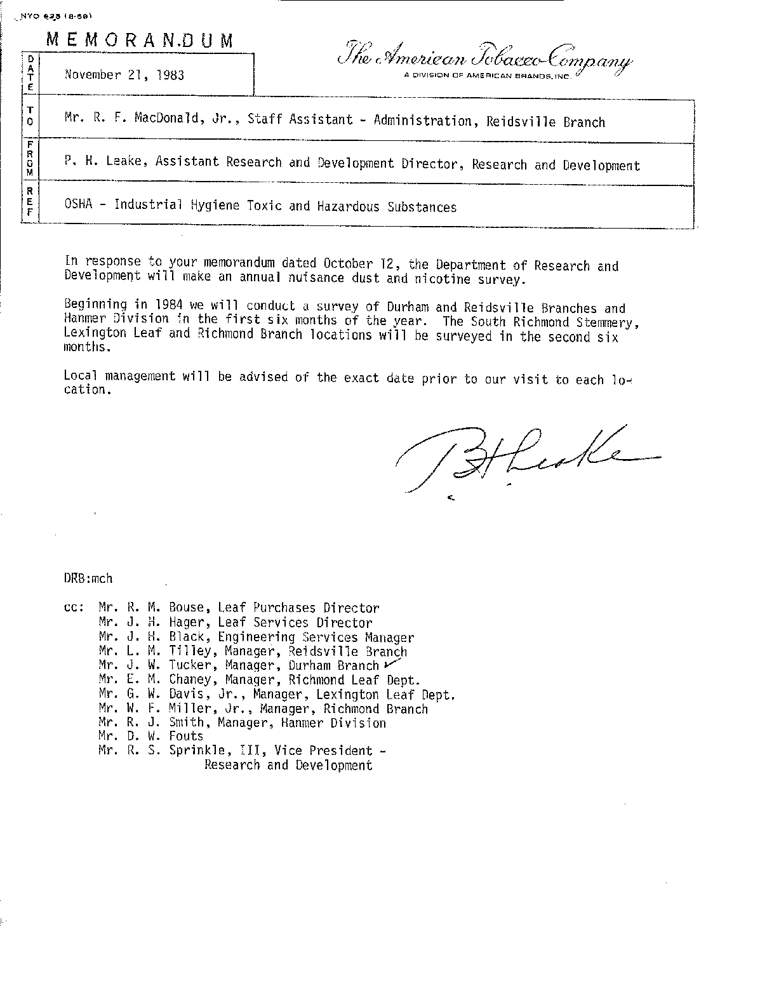 NYO 625 (8-69)
MEMORANDUM
The American Tobacco Company
A DIVISION OF AMERICAN BRANDS, INC.
DATE
November 21, 1983
TO
Mr. R. F. MacDonald, Jr., Staff Assistant - Administration, Reidsville Branch
FROM
P. H. Leake, Assistant Research and Development Director, Research and Development
REF
OSHA - Industrial Hygiene Toxic and Hazardous Substances
In response to your memorandum dated October 12, the Department of Research and
Development will make an annual nuisance dust and nicotine survey.
Beginning in 1984 we will conduct a survey of Durham and Reidsville Branches and
Hanmer Division in the first six months of the year. The South Richmond Stemmery,
Lexington Leaf and Richmond Branch locations will be surveyed in the second six
months.
Local management will be advised of the exact date prior to our visit to each lo-
cation.
PHLeake
DRB:mch
cc: Mr. R. M. Bouse, Leaf Purchases Director
Mr. J. H. Hager, Leaf Services Director
Mr. J. H. Black, Engineering Services Manager
Mr. L. M. Tilley, Manager, Reidsville Branch
Mr. J. W. Tucker, Manager, Durham Branch ✓
Mr. E. M. Chaney, Manager, Richmond Leaf Dept.
Mr. G. W. Davis, Jr., Manager, Lexington Leaf Dept.
Mr. W. F. Miller, Jr., Manager, Richmond Branch
Mr. R. J. Smith, Manager, Hanmer Division
Mr. D. W. Fouts
Mr. R. S. Sprinkle, III, Vice President -
Research and Development